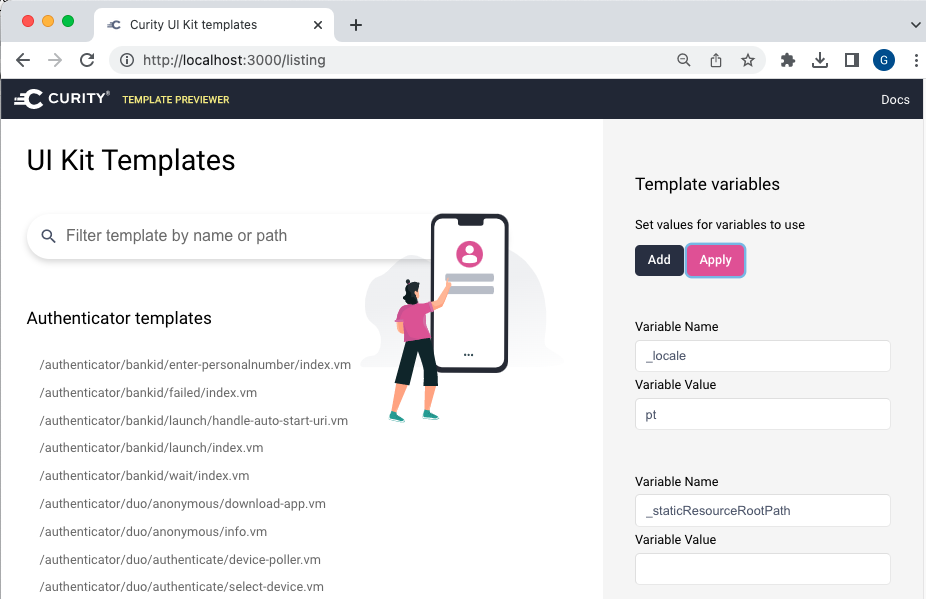 Curity UI Kit templates
http://localhost:3000/listing
G
CURITY® TEMPLATE PREVIEWER
Docs
UI Kit Templates
Filter template by name or path
Authenticator templates
/authenticator/bankid/enter-personalnumber/index.vm
/authenticator/bankid/failed/index.vm
/authenticator/bankid/launch/handle-auto-start-uri.vm
/authenticator/bankid/launch/index.vm
/authenticator/bankid/wait/index.vm
/authenticator/duo/anonymous/download-app.vm
/authenticator/duo/anonymous/info.vm
/authenticator/duo/authenticate/device-poller.vm
/authenticator/duo/authenticate/select-device.vm
Template variables
Set values for variables to use
Add Apply
Variable Name
_locale
Variable Value
pt
Variable Name
_staticResourceRootPath
Variable Value